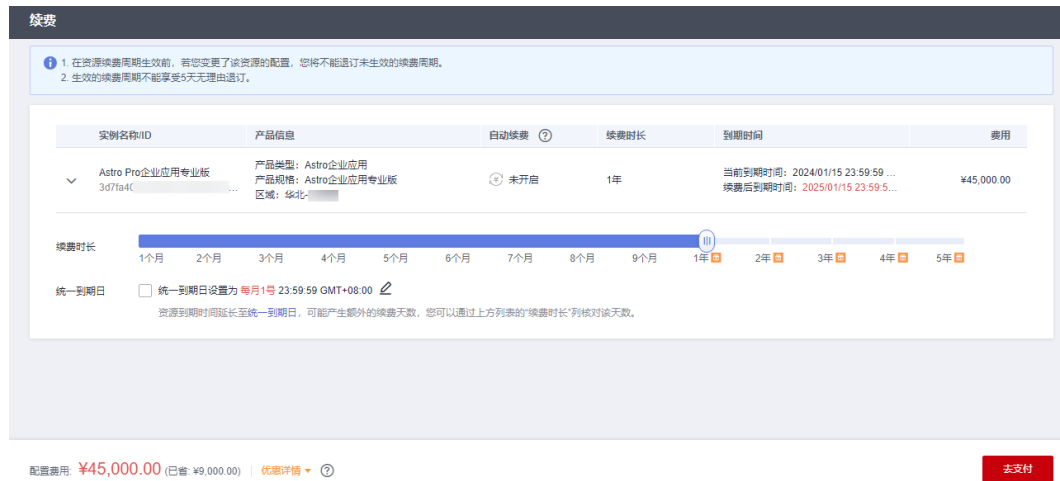 续费
1. 在资源续费周期生效前，若您变更了该资源的配置，您将不能退订未生效的续费周期。
2. 生效的续费周期不能享受5天无理由退订。
实例名称/ID 产品信息 自动续费 ? 续费时长 到期时间 费用
Astro Pro企业应用专业版
3d7fa40 ...
产品类型：Astro企业应用
产品规格：Astro企业应用专业版
区域：华北-
未开启
1年
当前到期时间：2024/01/15 23:59:59 ...
续费后到期时间：2025/01/15 23:59:5...
¥45,000.00
续费时长
1个月 2个月 3个月 4个月 5个月 6个月 7个月 8个月 9个月 1年 2年 3年 4年 5年
统一到期日 统一到期日设置为 每月1号 23:59:59 GMT+08:00
资源到期时间延长至统一到期日，可能产生额外的续费天数，您可以通过上方列表的“续费时长”列核对该天数。
配置费用: ¥45,000.00 (已省: ¥9,000.00) 优惠详情 ?
去支付